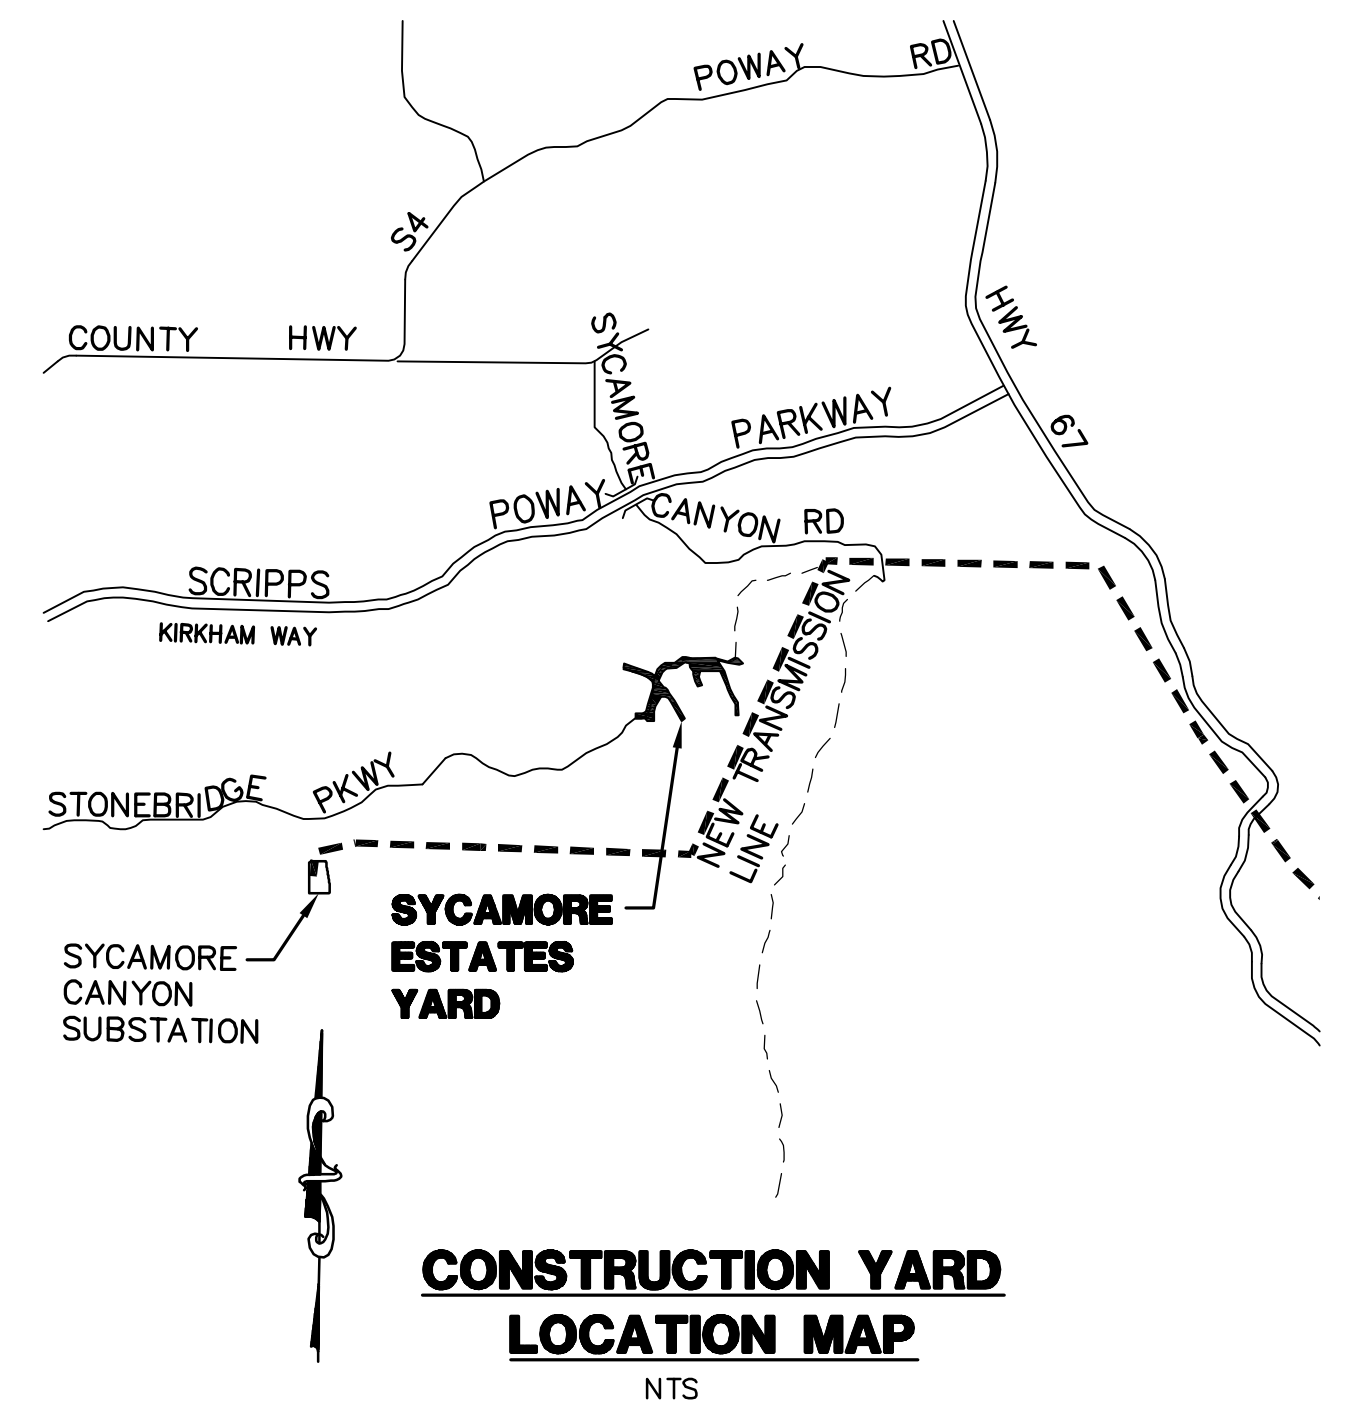 POWAY RD
S4
COUNTY HWY
HWY 67
SYCAMORE CANYON RD
SCRIPPS POWAY PARKWAY
KIRKHAM WAY
NEW TRANSMISSION
LINE
STONEBRIDGE PKWY
SYCAMORE
ESTATES
YARD
SYCAMORE
CANYON
SUBSTATION
CONSTRUCTION YARD
LOCATION MAP
NTS